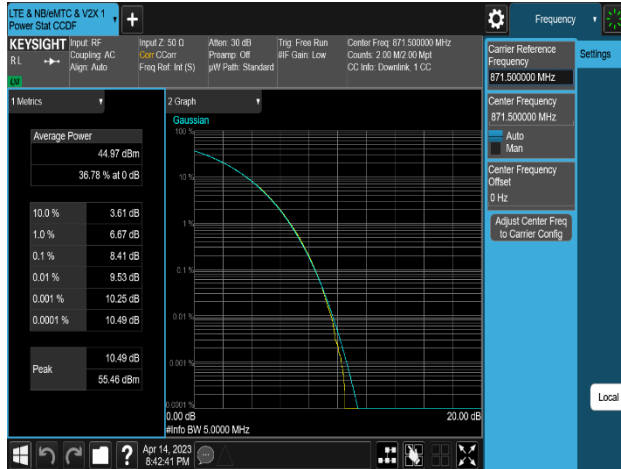 LTE & NB/eMTC & V2X 1
Power Stat CCDF
KEYSIGHT
RL
Input: RF
Coupling: AC
Align: Auto
Input Z: 50 Ω
Corr CCorr
Freq Ref: Int (S)
Atten: 30 dB
Preamp: Off
µW Path: Standard
Trig: Free Run
#IF Gain: Low
Center Freq: 871.500000 MHz
Counts: 2.00 M/2.00 Mpt
CC Info: Downlink, 1 CC
1 Metrics
Average Power
44.97 dBm
36.78 % at 0 dB
10.0 % 3.61 dB
1.0 % 6.67 dB
0.1 % 8.41 dB
0.01 % 9.53 dB
0.001 % 10.25 dB
0.0001 % 10.49 dB
Peak
10.49 dB
55.46 dBm
2 Graph
Gaussian
100 %
10 %
1 %
0.1 %
0.01 %
0.001 %
0.0001 %
0.00 dB 20.00 dB
#Info BW 5.0000 MHz
Frequency
Settings
Carrier Reference
Frequency
871.500000 MHz
Center Frequency
871.500000 MHz
Auto
Man
Center Frequency
Offset
0 Hz
Adjust Center Freq
to Carrier Config
Local
?
Apr 14, 2023
8:42:41 PM